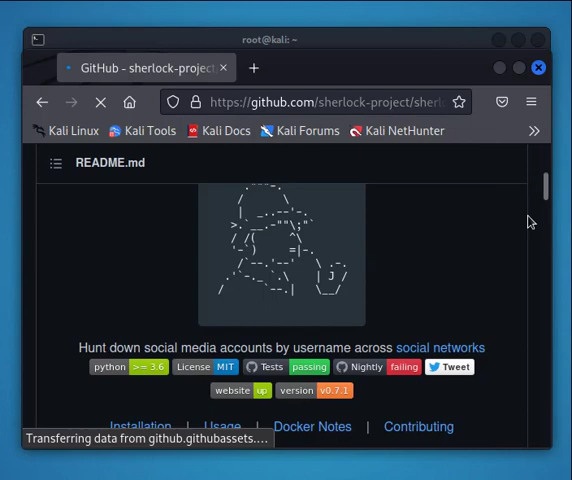 root@kali: ~
GitHub - sherlock-project
https://github.com/sherlock-project/sherl
Kali Linux Kali Tools Kali Docs Kali Forums Kali NetHunter
README.md
Hunt down social media accounts by username across social networks
python >= 3.6 License MIT Tests passing Nightly failing Tweet
website up version v0.7.1
Installation | Usage | Docker Notes | Contributing
Transferring data from github.githubassets....